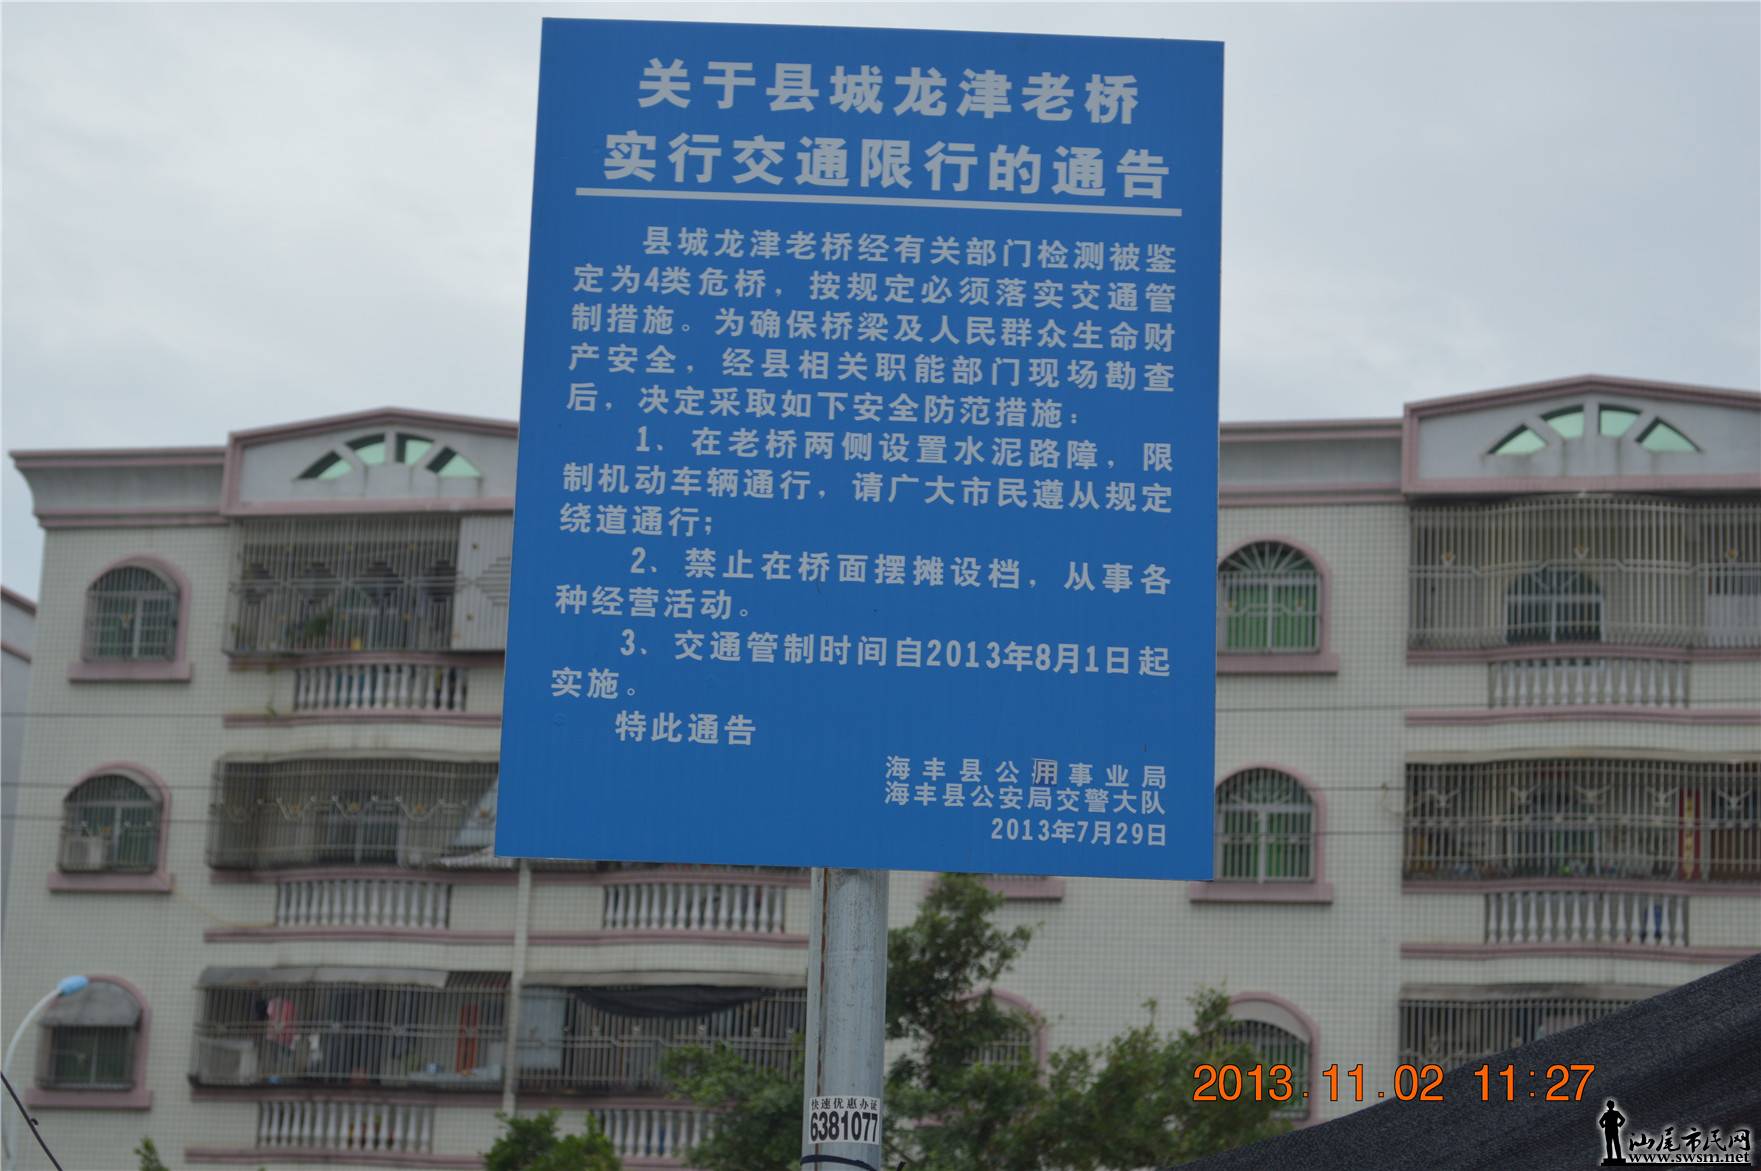 关于县城龙津老桥
实行交通限行的通告
县城龙津老桥经有关部门检测被鉴
定为4类危桥，按规定必须落实交通管
制措施。为确保桥梁及人民群众生命财
产安全，经县相关职能部门现场勘查
后，决定采取如下安全防范措施：
1、在老桥两侧设置水泥路障，限
制机动车辆通行，请广大市民遵从规定
绕道通行；
2、禁止在桥面摆摊设档，从事各
种经营活动。
3、交通管制时间自2013年8月1日起
实施。
特此通告
海丰县公用事业局
海丰县公安局交警大队
2013年7月29日
快速优惠办证
6381077
2013.11.02 11:27
汕尾市民网
www.swsm.net